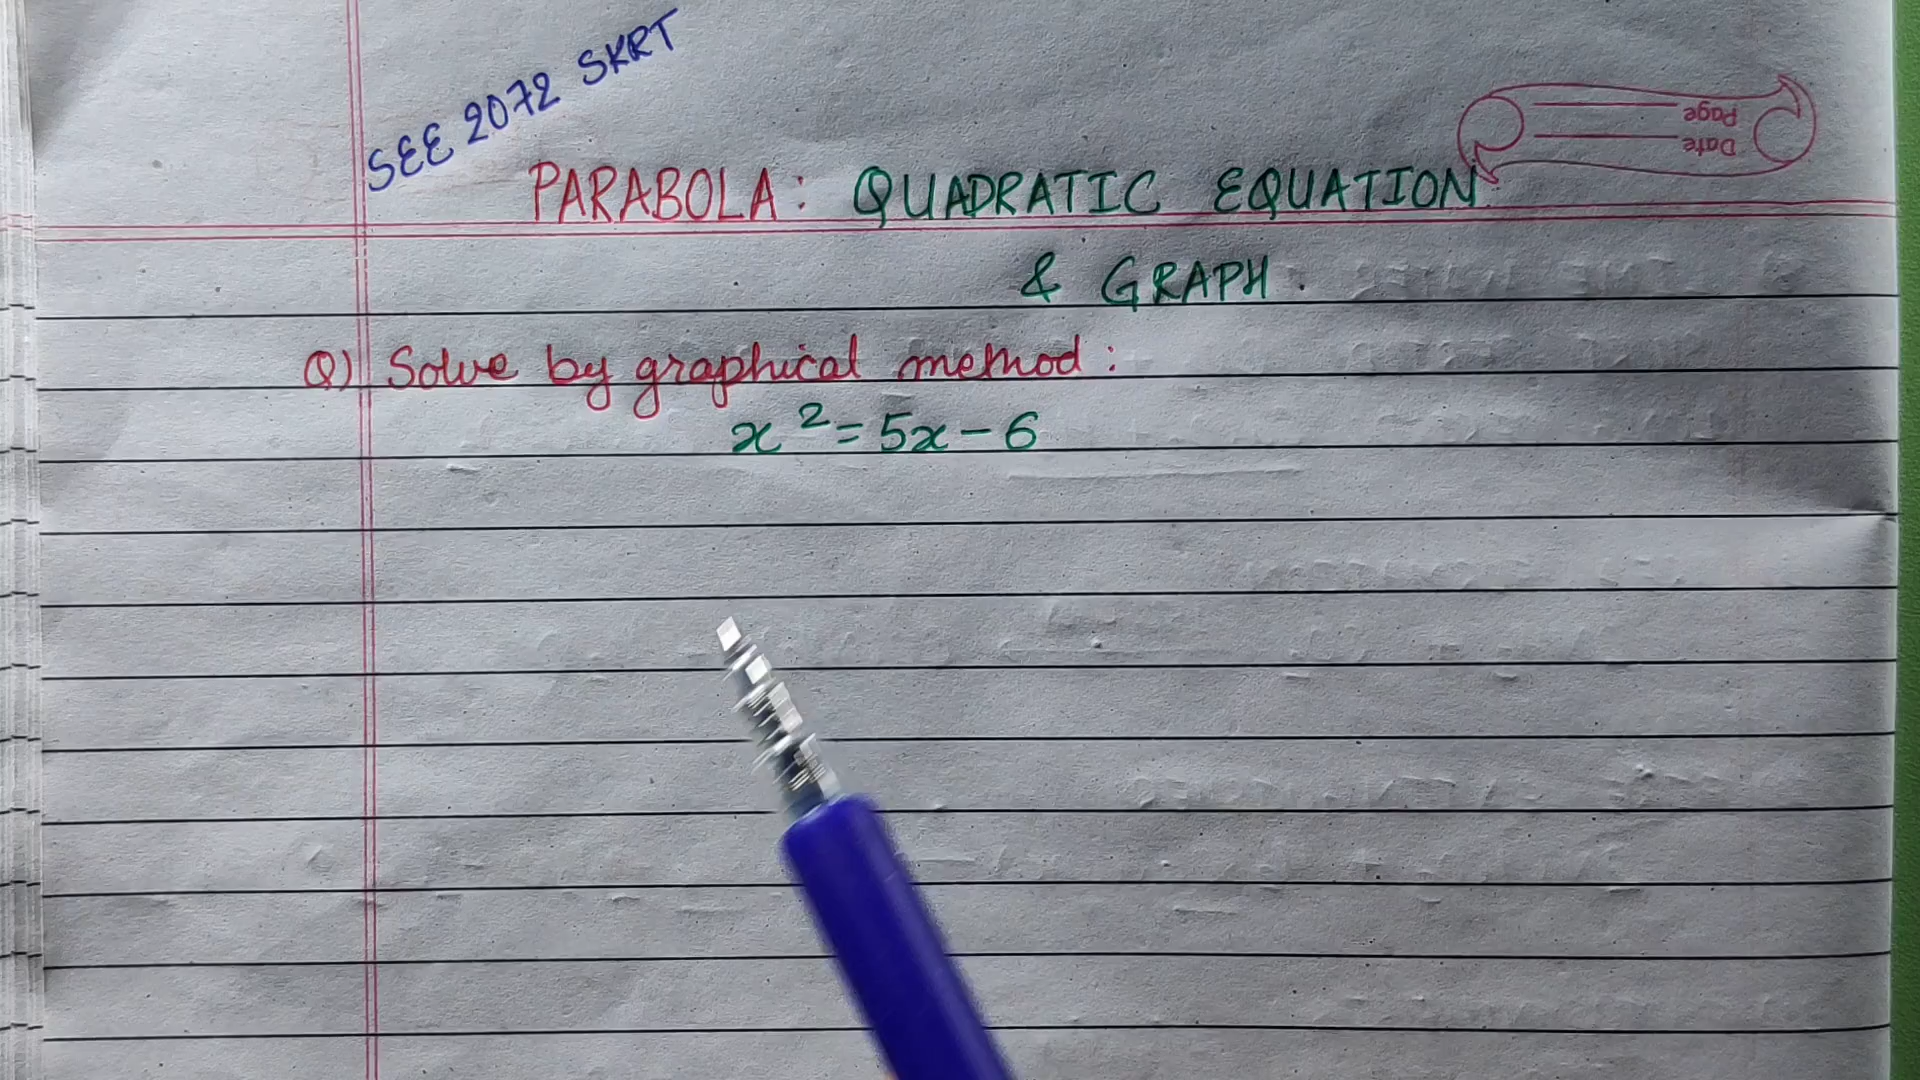 SEE 2072 SKRT
Page
Date
PARABOLA: QUADRATIC EQUATION
& GRAPH.
Q) Solve by graphical method:
x² = 5x - 6